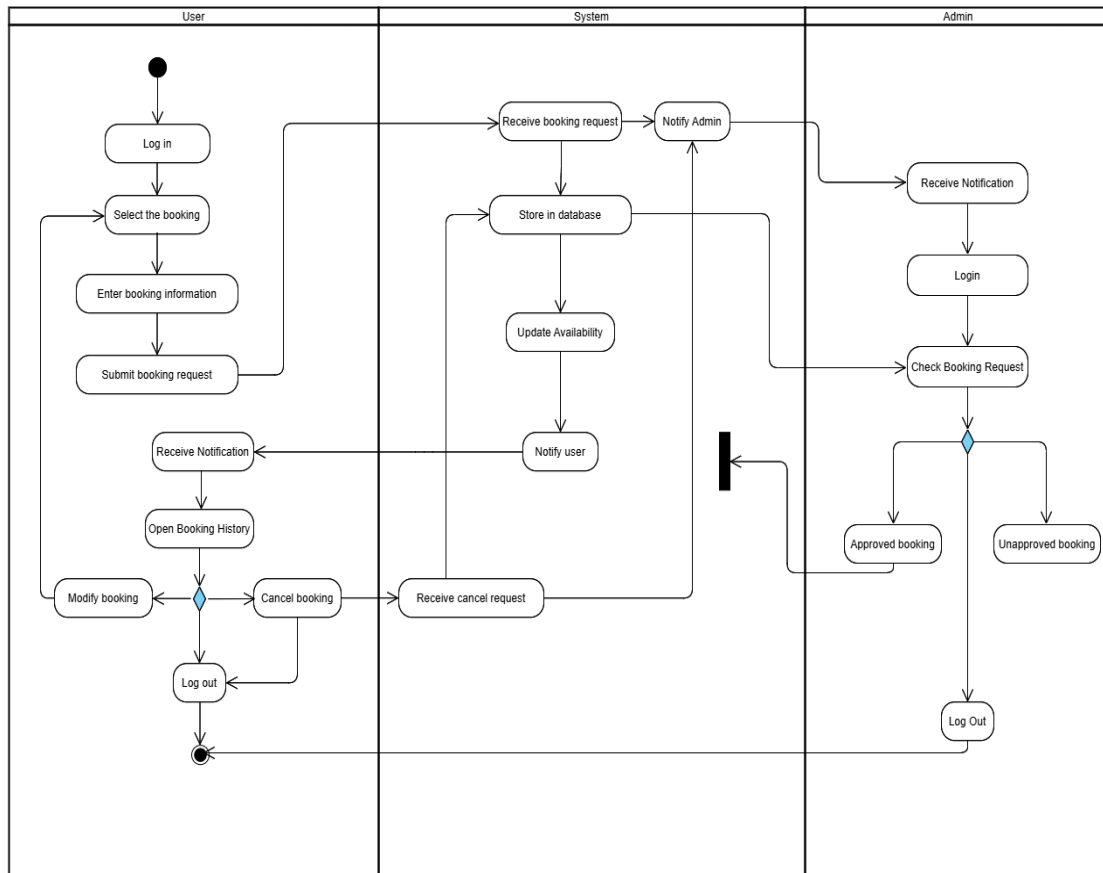 User
System
Admin
Receive booking request
Notify Admin
Log in
Receive Notification
Select the booking
Store in database
Login
Enter booking information
Update Availability
Submit booking request
Check Booking Request
Receive Notification
Notify user
Open Booking History
Approved booking
Unapproved booking
Modify booking
Cancel booking
Receive cancel request
Log out
Log Out